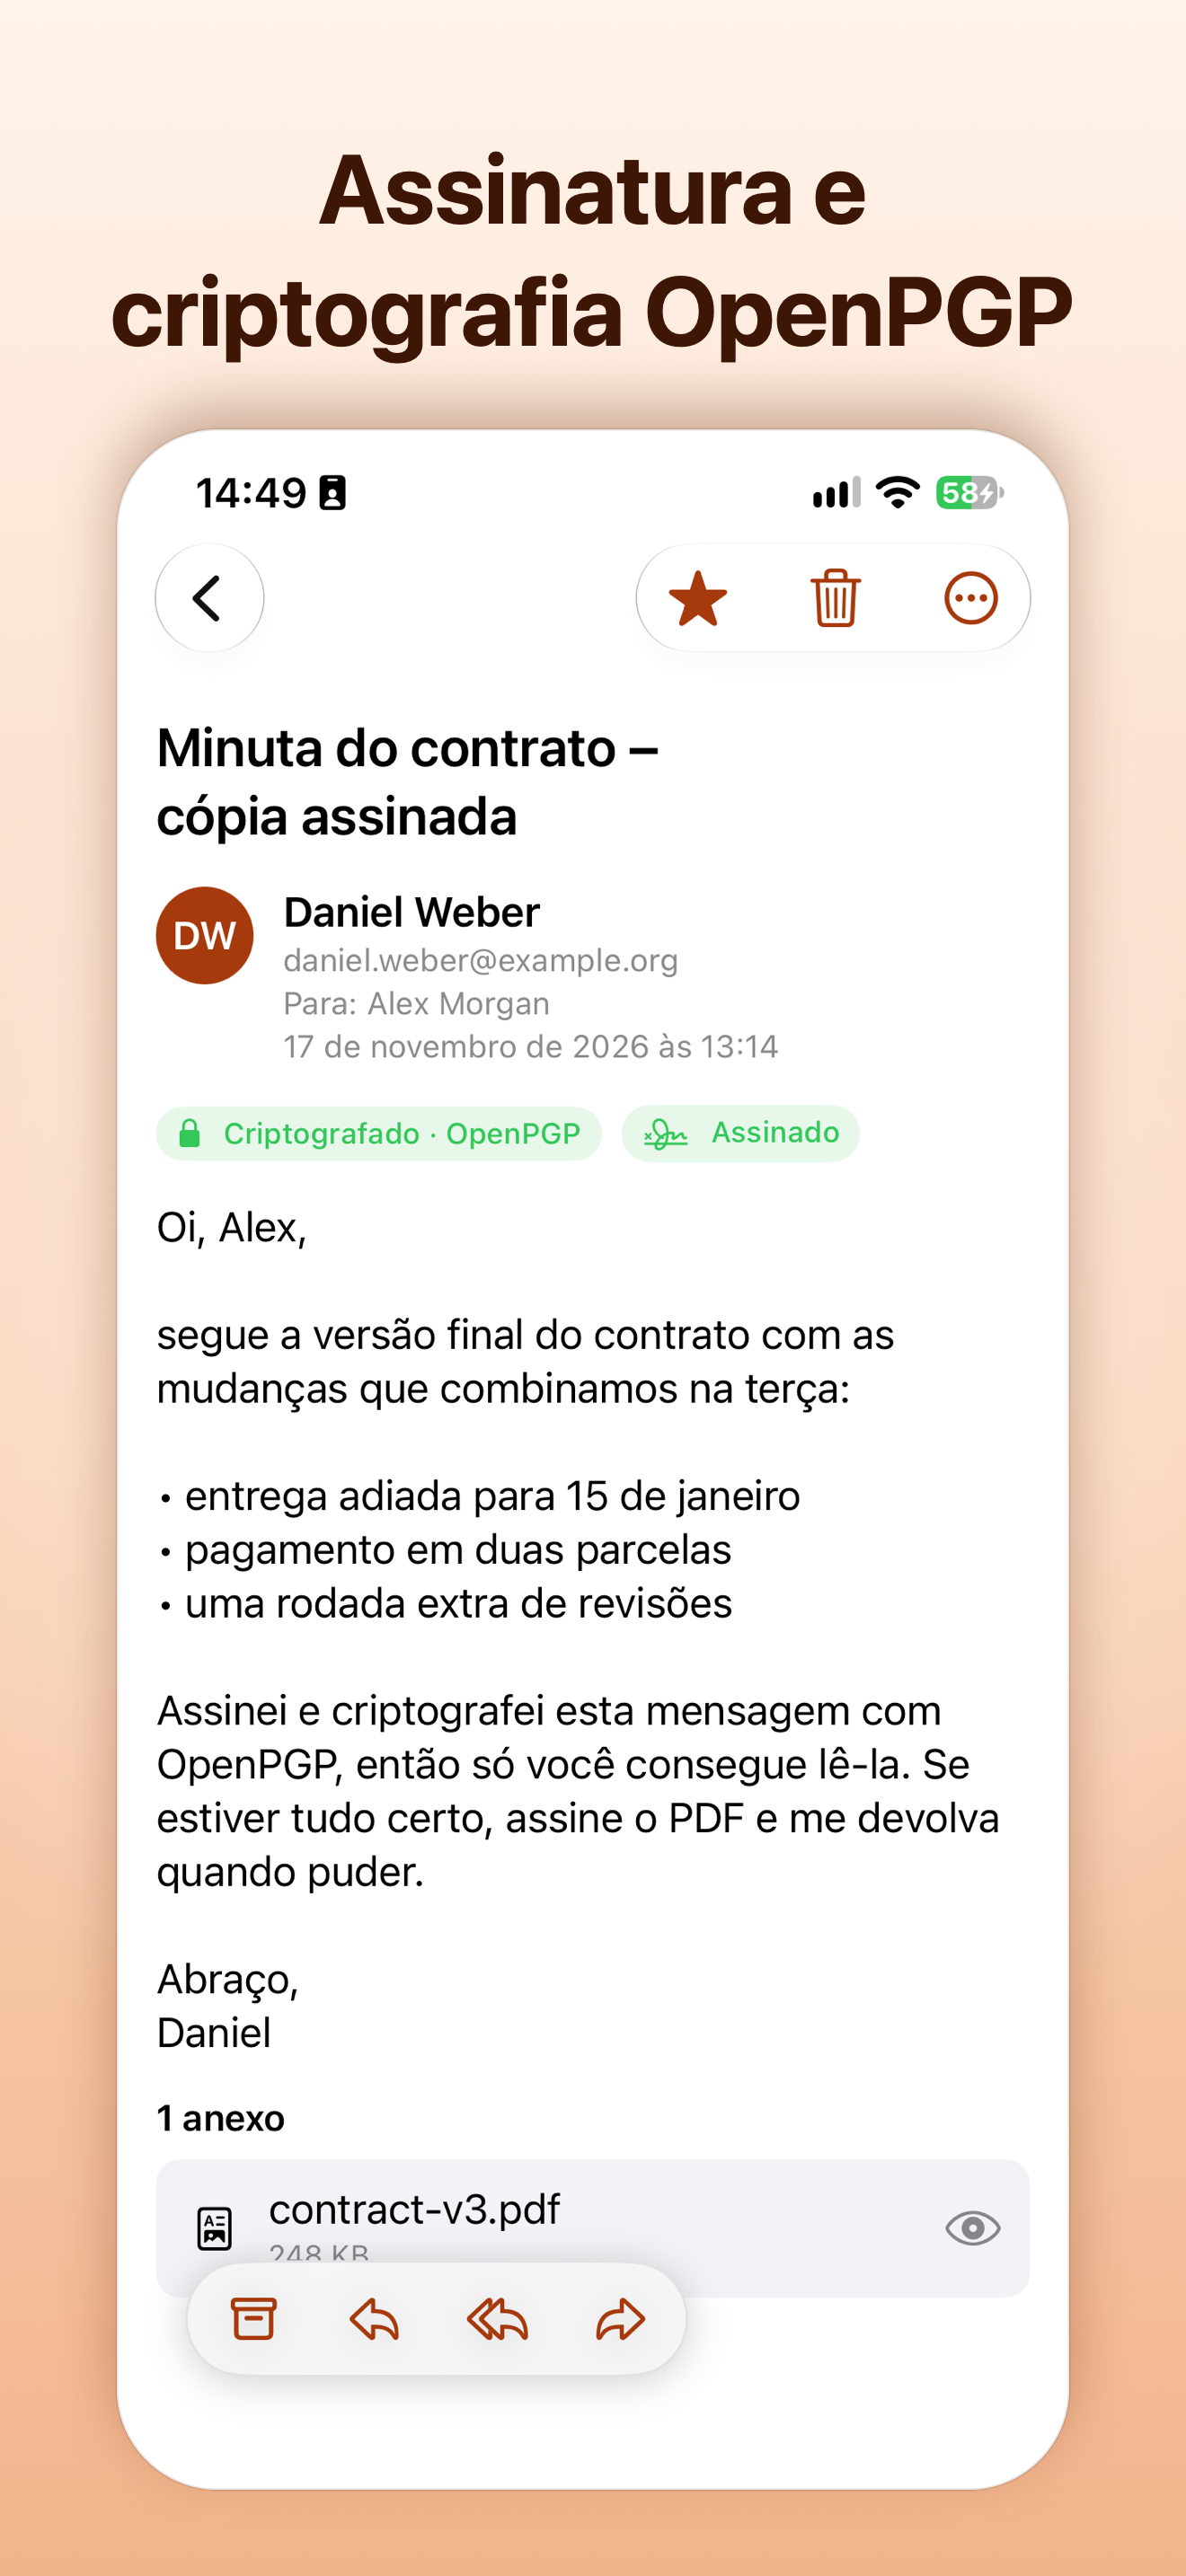 Assinatura e
criptografia OpenPGP
14:49
58
Minuta do contrato –
cópia assinada
DW
Daniel Weber
daniel.weber@example.org
Para: Alex Morgan
17 de novembro de 2026 às 13:14
Criptografado · OpenPGP
Assinado
Oi, Alex,
segue a versão final do contrato com as
mudanças que combinamos na terça:
• entrega adiada para 15 de janeiro
• pagamento em duas parcelas
• uma rodada extra de revisões
Assinei e criptografei esta mensagem com
OpenPGP, então só você consegue lê-la. Se
estiver tudo certo, assine o PDF e me devolva
quando puder.
Abraço,
Daniel
1 anexo
contract-v3.pdf
248 KB